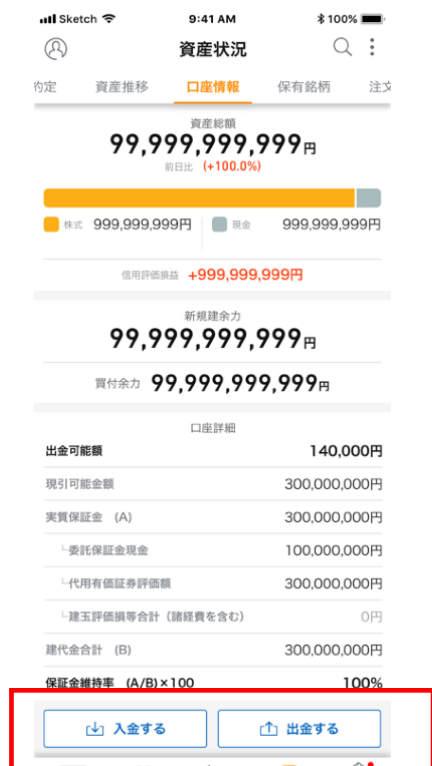 Sketch 9:41 AM 100%
資産状況
約定 資産推移 口座情報 保有銘柄 注文
資産総額
99,999,999,999円
前日比 (+100.0%)
株式 999,999,999円 現金 999,999,999円
信用評価損益 +999,999,999円
新規建余力
99,999,999,999円
買付余力 99,999,999,999円
口座詳細
出金可能額 140,000円
現引可能金額 300,000,000円
実質保証金 (A) 300,000,000円
└委託保証金現金 100,000,000円
└代用有価証券評価額 300,000,000円
└建玉評価損等合計(諸経費を含む) 0円
建代金合計 (B) 300,000,000円
保証金維持率 (A/B)×100 100%
入金する 出金する